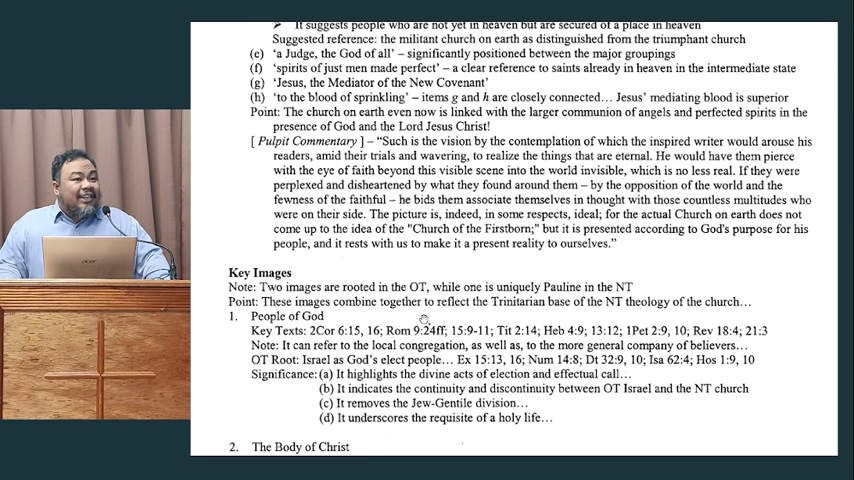 ➤ It suggests people who are not yet in heaven but are secured of a place in heaven
Suggested reference: the militant church on earth as distinguished from the triumphant church
(e) ‘a Judge, the God of all’ – significantly positioned between the major groupings
(f) ‘spirits of just men made perfect’ – a clear reference to saints already in heaven in the intermediate state
(g) ‘Jesus, the Mediator of the New Covenant’
(h) ‘to the blood of sprinkling’ – items g and h are closely connected… Jesus’ mediating blood is superior
Point: The church on earth even now is linked with the larger communion of angels and perfected spirits in the
presence of God and the Lord Jesus Christ!
[ Pulpit Commentary ] – “Such is the vision by the contemplation of which the inspired writer would arouse his
readers, amid their trials and wavering, to realize the things that are eternal. He would have them pierce
with the eye of faith beyond this visible scene into the world invisible, which is no less real. If they were
perplexed and disheartened by what they found around them – by the opposition of the world and the
fewness of the faithful – he bids them associate themselves in thought with those countless multitudes who
were on their side. The picture is, indeed, in some respects, ideal; for the actual Church on earth does not
come up to the idea of the "Church of the Firstborn;" but it is presented according to God's purpose for his
people, and it rests with us to make it a present reality to ourselves.”
Key Images
Note: Two images are rooted in the OT, while one is uniquely Pauline in the NT
Point: These images combine together to reflect the Trinitarian base of the NT theology of the church…
1. People of God
Key Texts: 2Cor 6:15, 16; Rom 9:24ff; 15:9-11; Tit 2:14; Heb 4:9; 13:12; 1Pet 2:9, 10; Rev 18:4; 21:3
Note: It can refer to the local congregation, as well as, to the more general company of believers…
OT Root: Israel as God’s elect people… Ex 15:13, 16; Num 14:8; Dt 32:9, 10; Isa 62:4; Hos 1:9, 10
Significance: (a) It highlights the divine acts of election and effectual call…
(b) It indicates the continuity and discontinuity between OT Israel and the NT church
(c) It removes the Jew-Gentile division…
(d) It underscores the requisite of a holy life…
2. The Body of Christ
acer